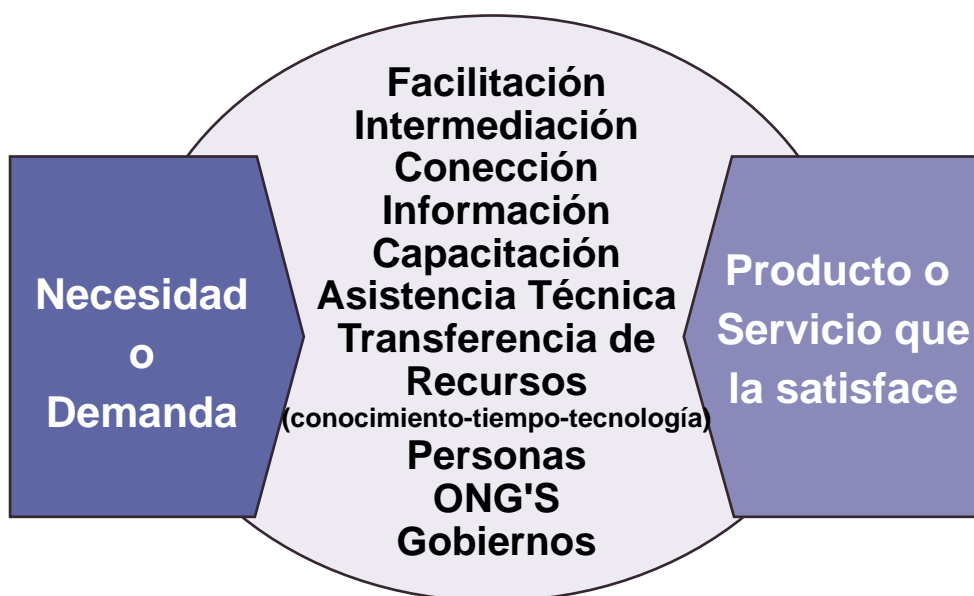 Necesidad
o
Demanda
Facilitación
Intermediación
Conección
Información
Capacitación
Asistencia Técnica
Transferencia de
Recursos
(conocimiento-tiempo-tecnología)
Personas
ONG'S
Gobiernos
Producto o
Servicio que
la satisface